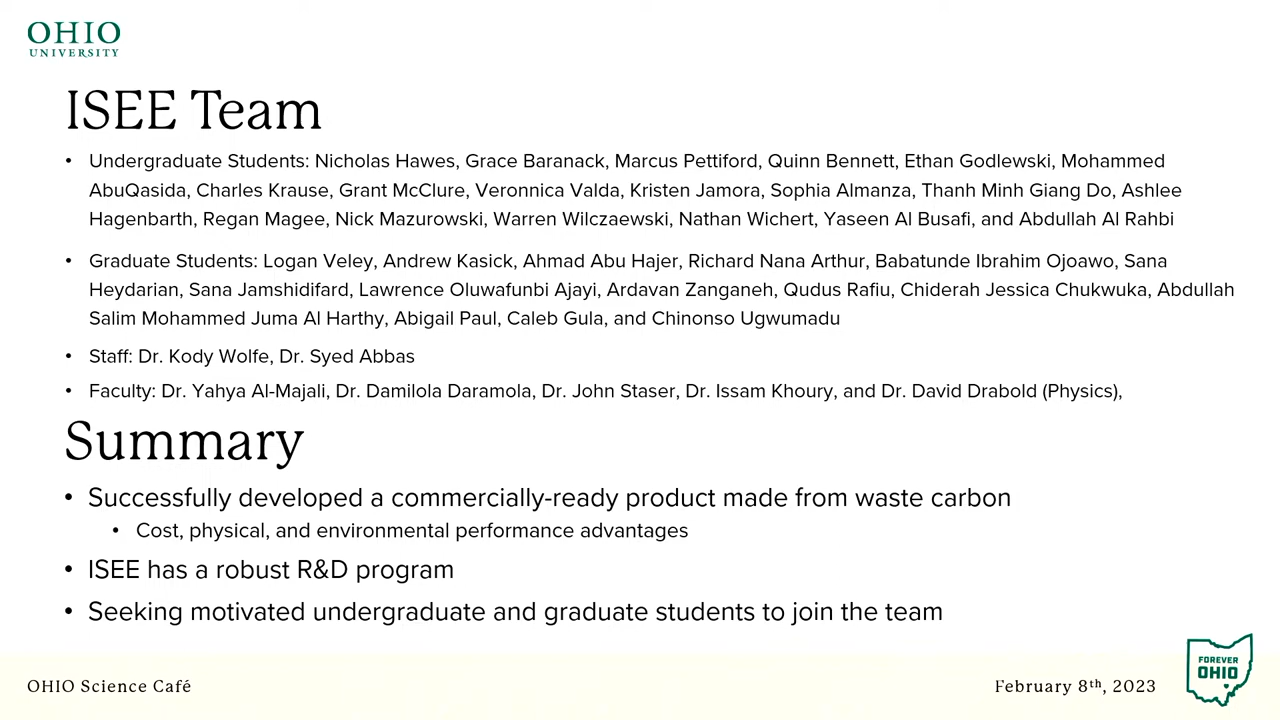 OHIO
UNIVERSITY
ISEE Team
• Undergraduate Students: Nicholas Hawes, Grace Baranack, Marcus Pettiford, Quinn Bennett, Ethan Godlewski, Mohammed
AbuQasida, Charles Krause, Grant McClure, Veronnica Valda, Kristen Jamora, Sophia Almanza, Thanh Minh Giang Do, Ashlee
Hagenbarth, Regan Magee, Nick Mazurowski, Warren Wilczaewski, Nathan Wichert, Yaseen Al Busafi, and Abdullah Al Rahbi
• Graduate Students: Logan Veley, Andrew Kasick, Ahmad Abu Hajer, Richard Nana Arthur, Babatunde Ibrahim Ojoawo, Sana
Heydarian, Sana Jamshidifard, Lawrence Oluwafunbi Ajayi, Ardavan Zanganeh, Qudus Rafiu, Chiderah Jessica Chukwuka, Abdullah
Salim Mohammed Juma Al Harthy, Abigail Paul, Caleb Gula, and Chinonso Ugwumadu
• Staff: Dr. Kody Wolfe, Dr. Syed Abbas
• Faculty: Dr. Yahya Al-Majali, Dr. Damilola Daramola, Dr. John Staser, Dr. Issam Khoury, and Dr. David Drabold (Physics),
Summary
• Successfully developed a commercially-ready product made from waste carbon
• Cost, physical, and environmental performance advantages
• ISEE has a robust R&D program
• Seeking motivated undergraduate and graduate students to join the team
OHIO Science Café
February 8th, 2023
FOREVER
OHIO